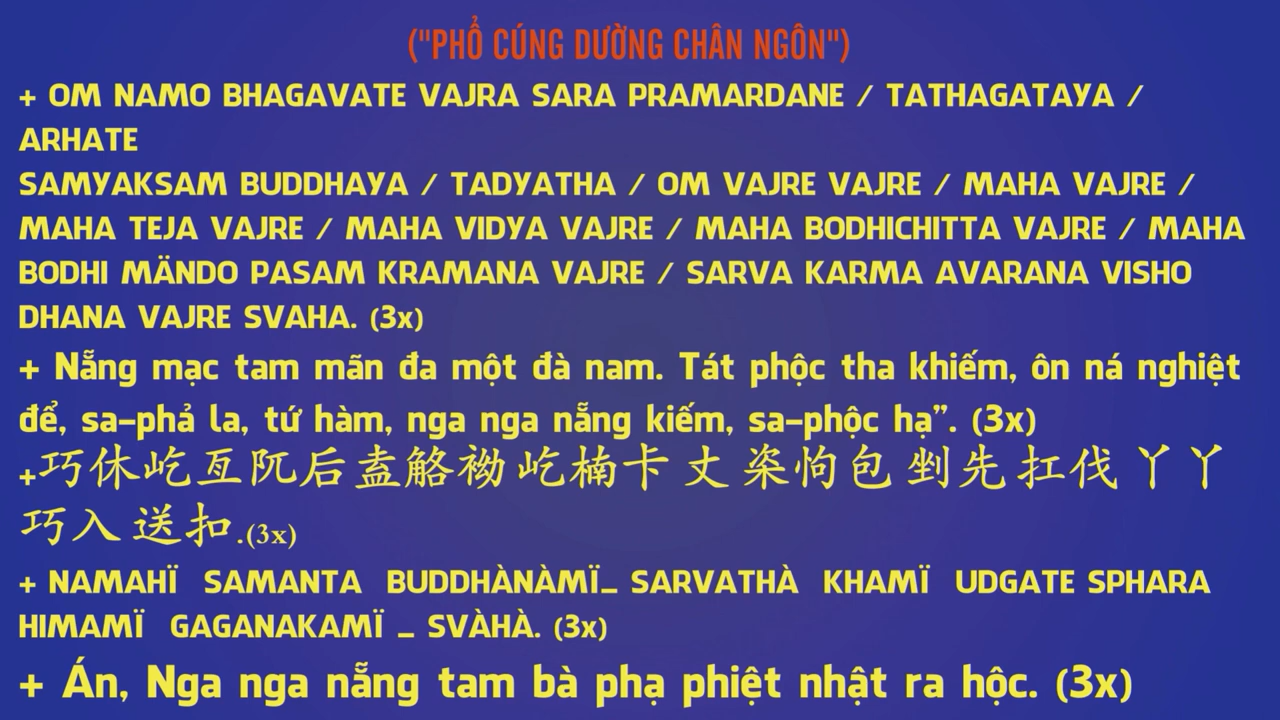 ("PHỔ CÚNG DƯỜNG CHÂN NGÔN")
+ OM NAMO BHAGAVATE VAJRA SARA PRAMARDANE / TATHAGATAYA /
ARHATE
SAMYAKSAM BUDDHAYA / TADYATHA / OM VAJRE VAJRE / MAHA VAJRE /
MAHA TEJA VAJRE / MAHA VIDYA VAJRE / MAHA BODHICHITTA VAJRE / MAHA
BODHI MÄNDO PASAM KRAMANA VAJRE / SARVA KARMA AVARANA VISHO
DHANA VAJRE SVAHA. (3x)
+ Nẵng mạc tam mãn đa một đà nam. Tát phộc tha khiếm, ôn ná nghiệt
để, sa-phả la, tứ hàm, nga nga nẵng kiếm, sa-phộc hạ”. (3x)
+巧休屹亙阢后盍觡袎屹楠卡丈 楶怐包 剉先扛伐 丫丫
巧入送扣.(3x)
+ NAMAHÏ SAMANTA BUDDHÀNÀMÏ_ SARVATHÀ KHAMÏ UDGATE SPHARA
HIMAMÏ GAGANAKAMÏ _ SVÀHÀ. (3x)
+ Án, Nga nga nẵng tam bà phạ phiệt nhật ra hộc. (3x)